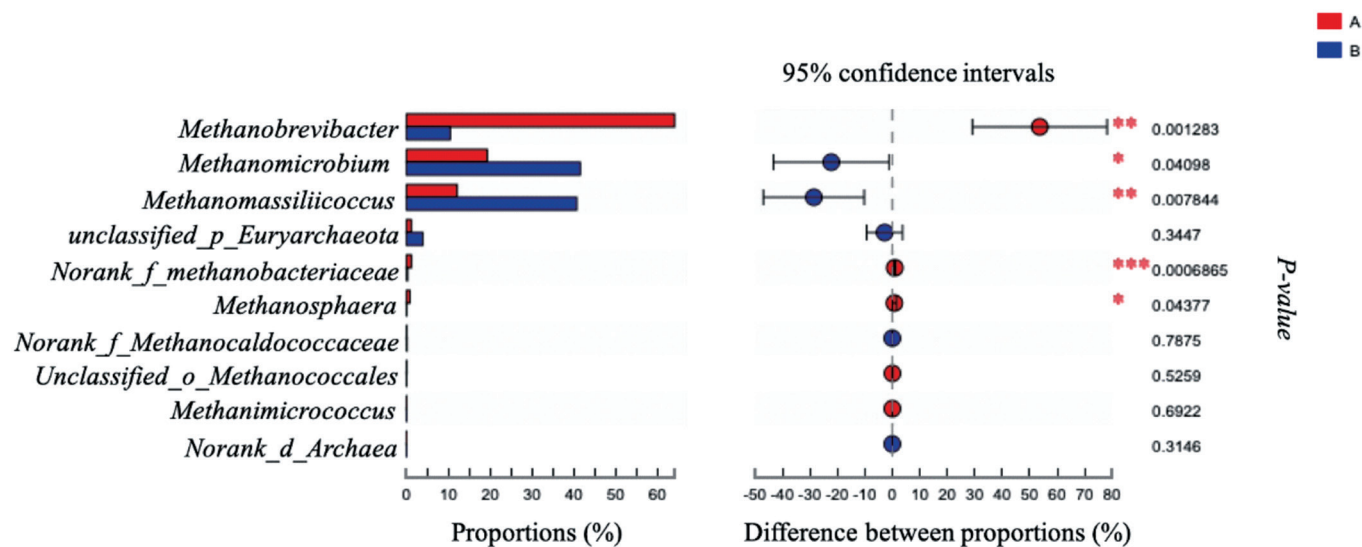 A
B
95% confidence intervals
Methanobrevibacter ** 0.001283
Methanomicrobium * 0.04098
Methanomassiliicoccus ** 0.007844
unclassified_p_Euryarchaeota 0.3447
Norank_f_methanobacteriaceae *** 0.0006865
Methanosphaera * 0.04377
Norank_f_Methanocaldococcaceae 0.7875
Unclassified_o_Methanococcales 0.5259
Methanimicrococcus 0.6922
Norank_d_Archaea 0.3146
P-value
0 10 20 30 40 50 60 -50 -40 -30 -20 -10 0 10 20 30 40 50 60 70 80
Proportions (%) Difference between proportions (%)